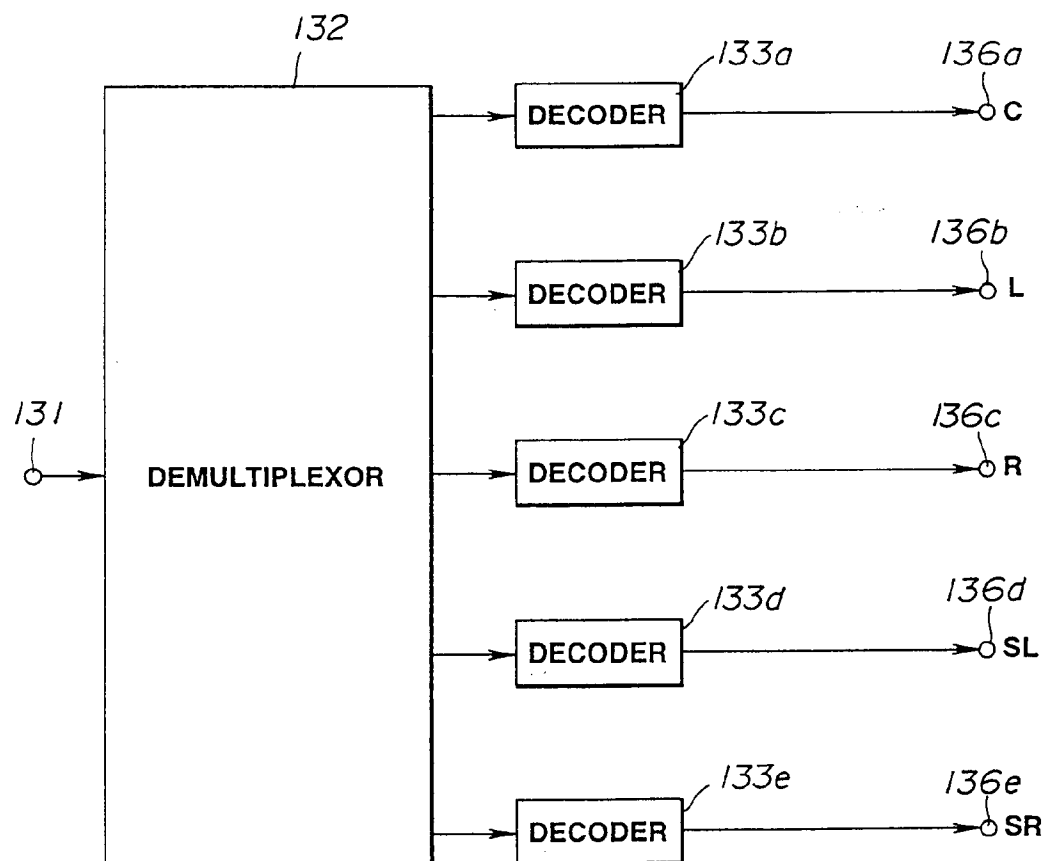 132
133a
136a
DECODER
C
133b
136b
DECODER
L
131
133c
136c
DEMULTIPLEXOR
DECODER
R
133d
136d
DECODER
SL
133e
136e
DECODER
SR